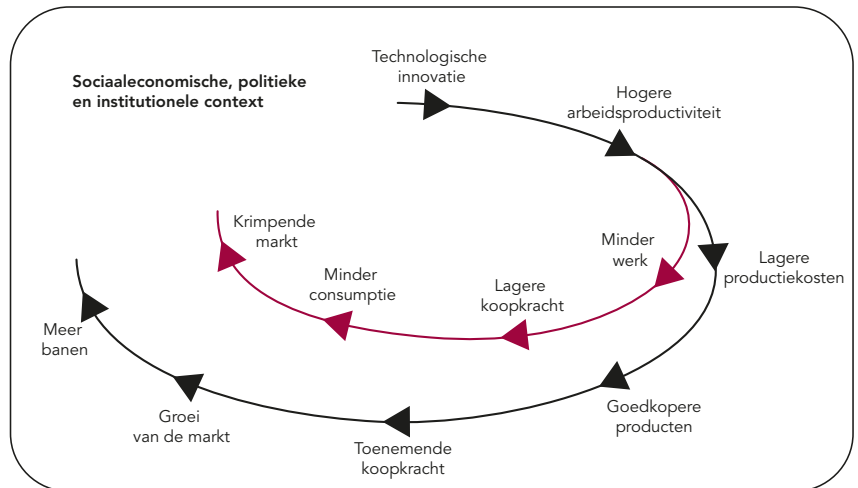 Sociaaleconomische, politieke
en institutionele context
Technologische
innovatie
Hogere
arbeidsproductiviteit
Lagere
productiekosten
Goedkopere
producten
Toenemende
koopkracht
Groei
van de markt
Meer
banen
Minder
werk
Lagere
koopkracht
Minder
consumptie
Krimpende
markt